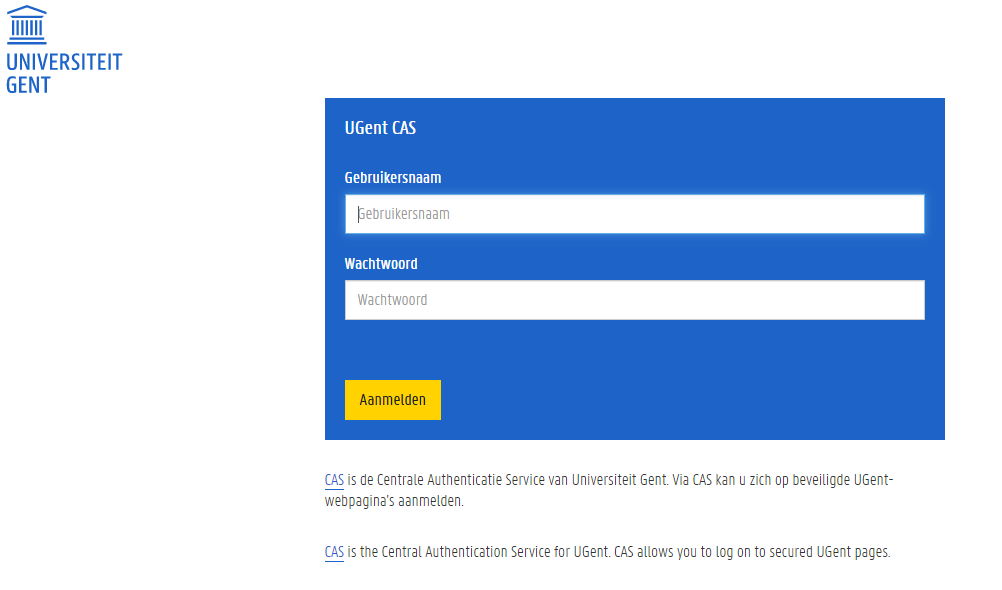 UNIVERSITEIT
GENT
UGent CAS
Gebruikersnaam
Gebruikersnaam
Wachtwoord
Wachtwoord
Aanmelden
CAS is de Centrale Authenticatie Service van Universiteit Gent. Via CAS kan u zich op beveiligde UGent-
webpagina's aanmelden.
CAS is the Central Authentication Service for UGent. CAS allows you to log on to secured UGent pages.